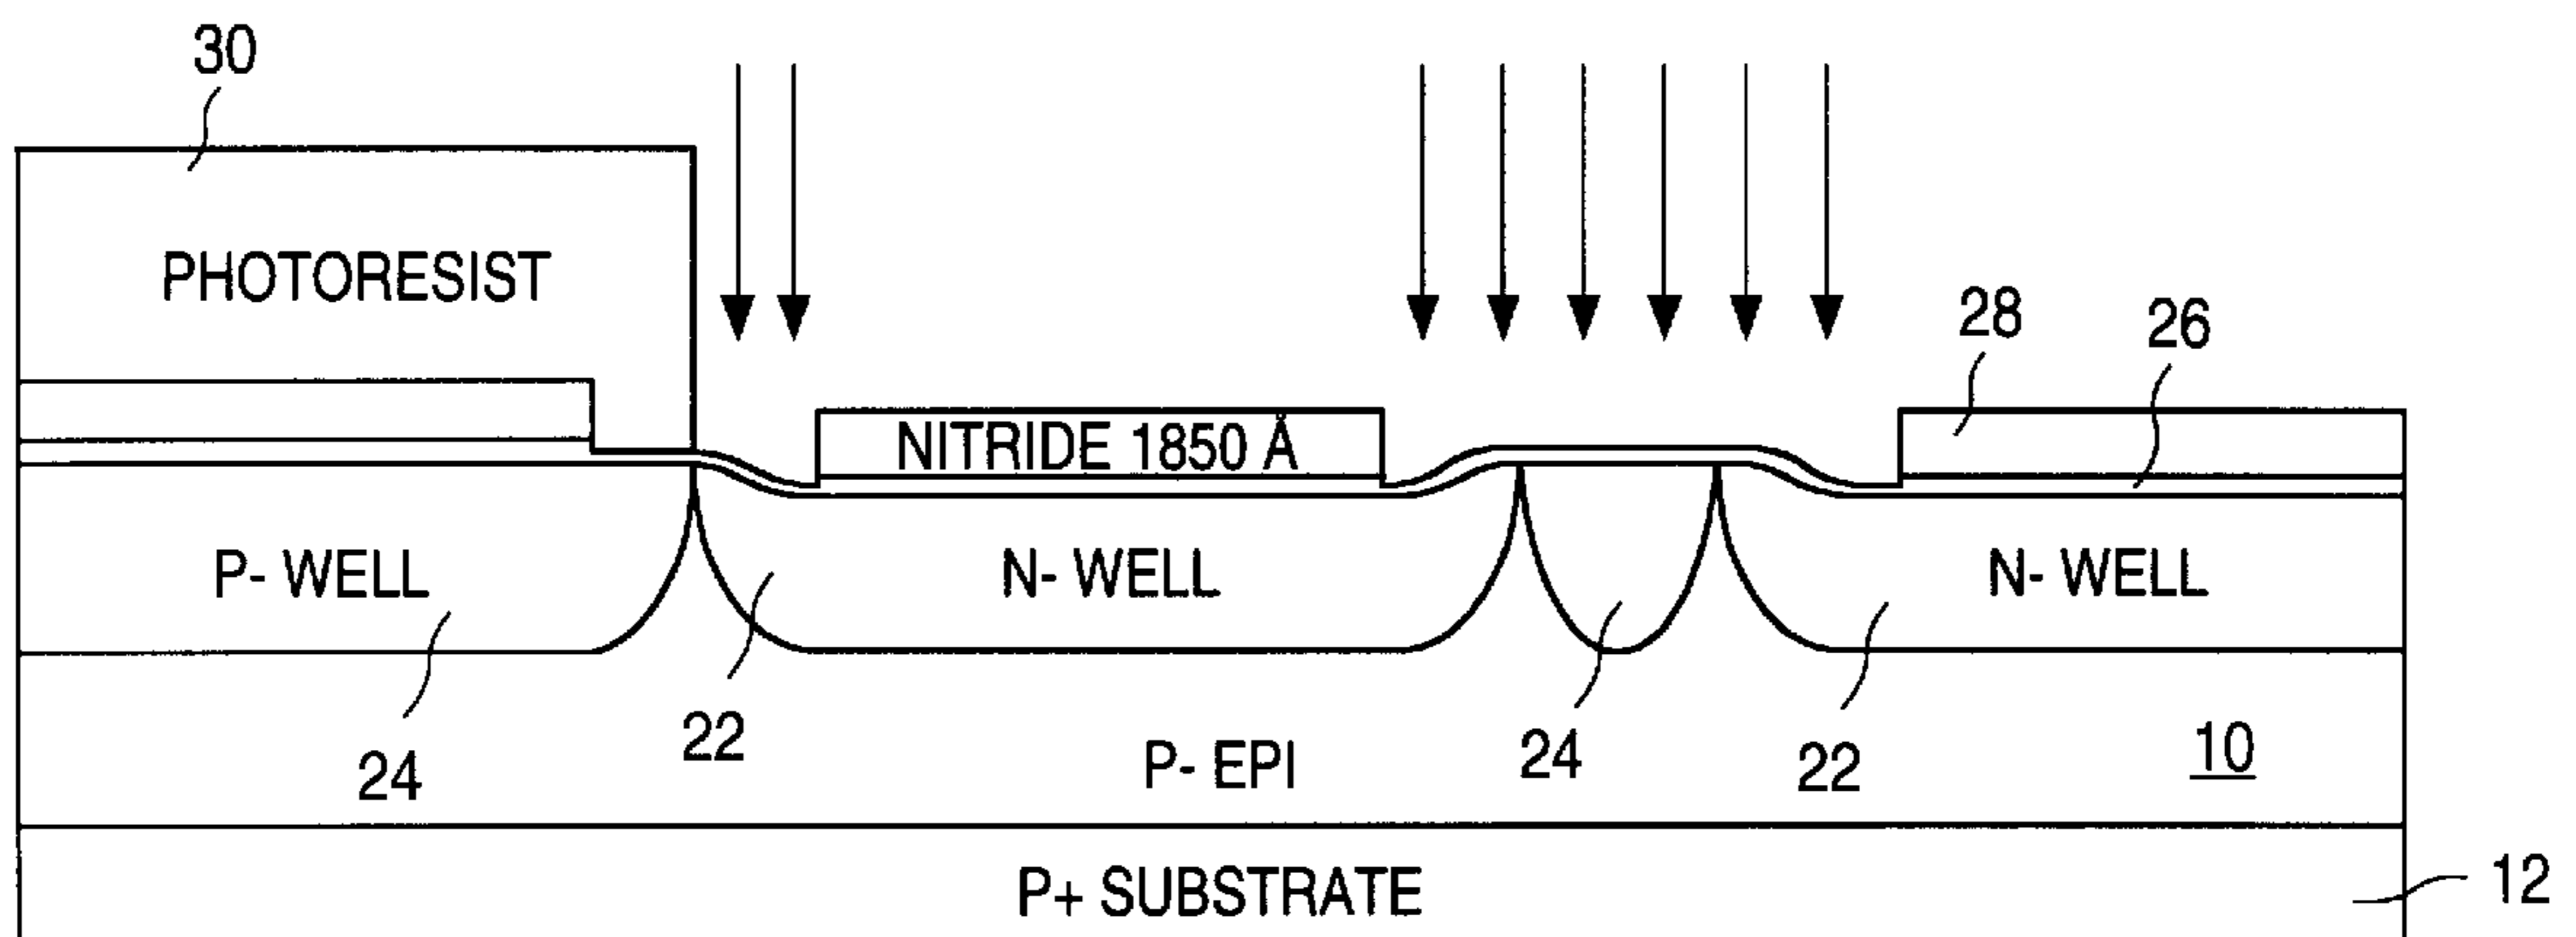 30
PHOTORESIST
28
26
NITRIDE 1850 Å
P- WELL
N- WELL
N- WELL
24
22
24
22
P- EPI
10
P+ SUBSTRATE
12